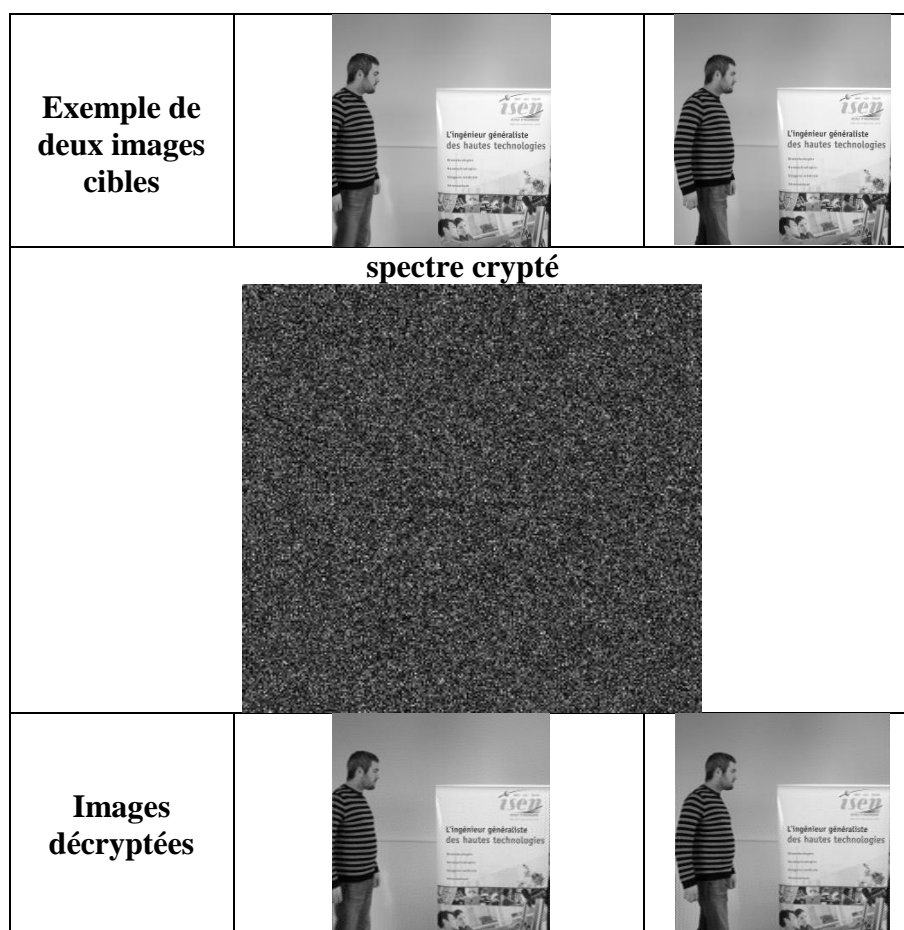 Exemple de
deux images
cibles
isen
L'ingénieur généraliste
des hautes technologies
isen
L'ingénieur généraliste
des hautes technologies
spectre crypté
Images
décryptées
isen
L'ingénieur généraliste
des hautes technologies
isen
L'ingénieur généraliste
des hautes technologies